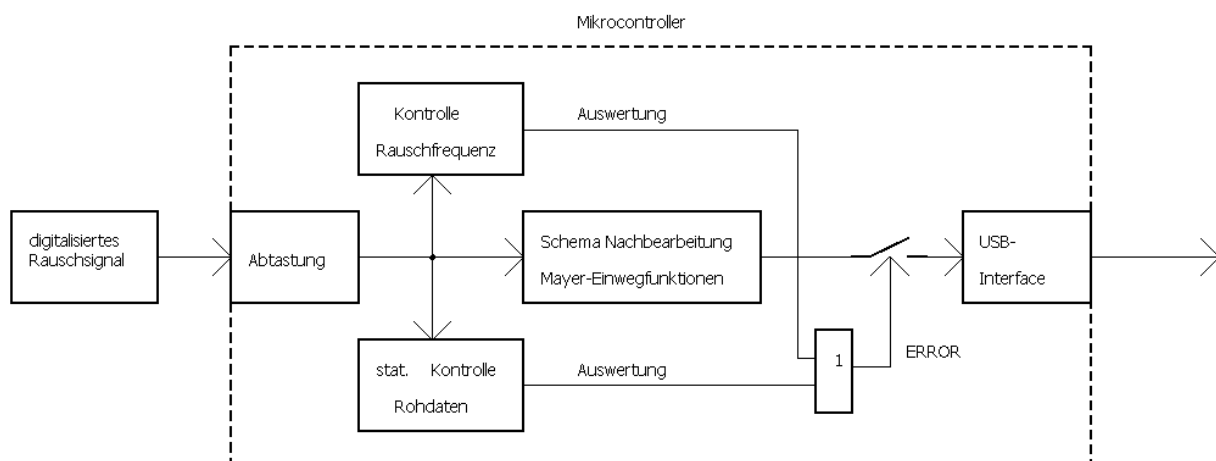 Mikrocontroller
Kontrolle
Rauschfrequenz
Auswertung
digitalisiertes
Rauschsignal
Abtastung
Schema Nachbearbeitung
Mayer-Einwegfunktionen
USB-
Interface
stat. Kontrolle
Rohdaten
Auswertung
1
ERROR